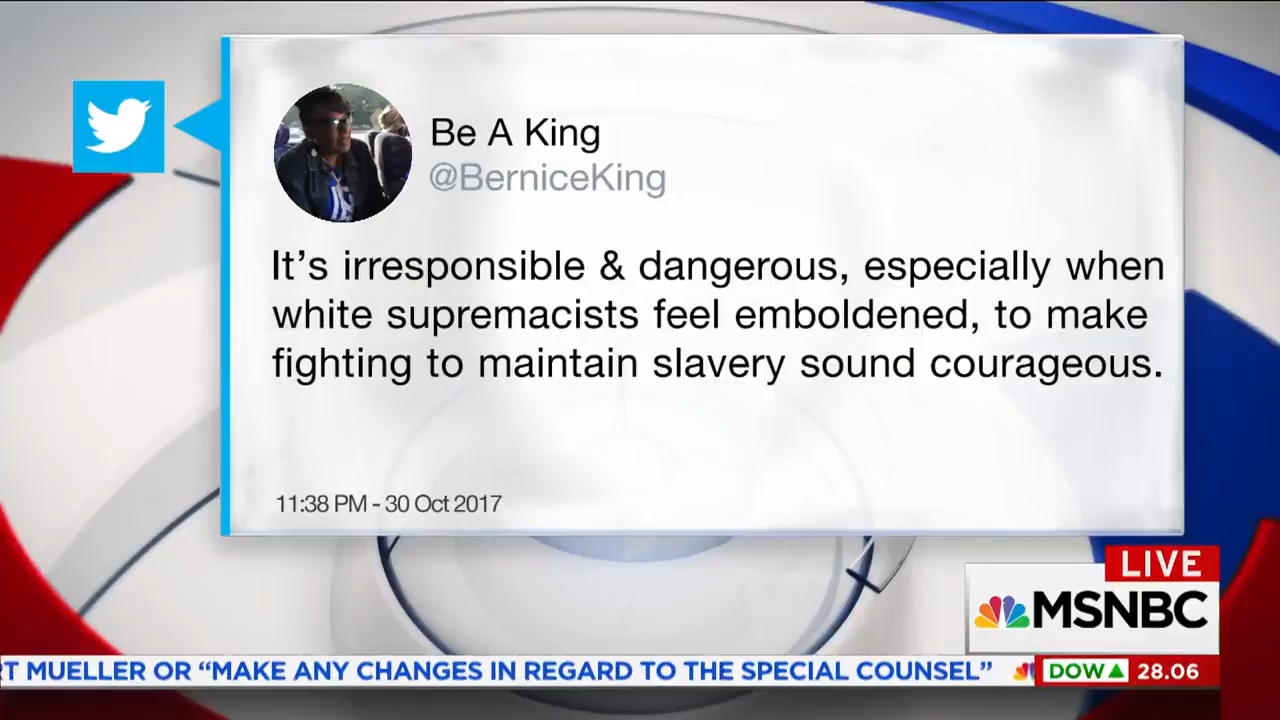 Be A King
@BerniceKing
It's irresponsible & dangerous, especially when
white supremacists feel emboldened, to make
fighting to maintain slavery sound courageous.
11:38 PM - 30 Oct 2017
LIVE
MSNBC
T MUELLER OR “MAKE ANY CHANGES IN REGARD TO THE SPECIAL COUNSEL” DOW ▲ 28.06